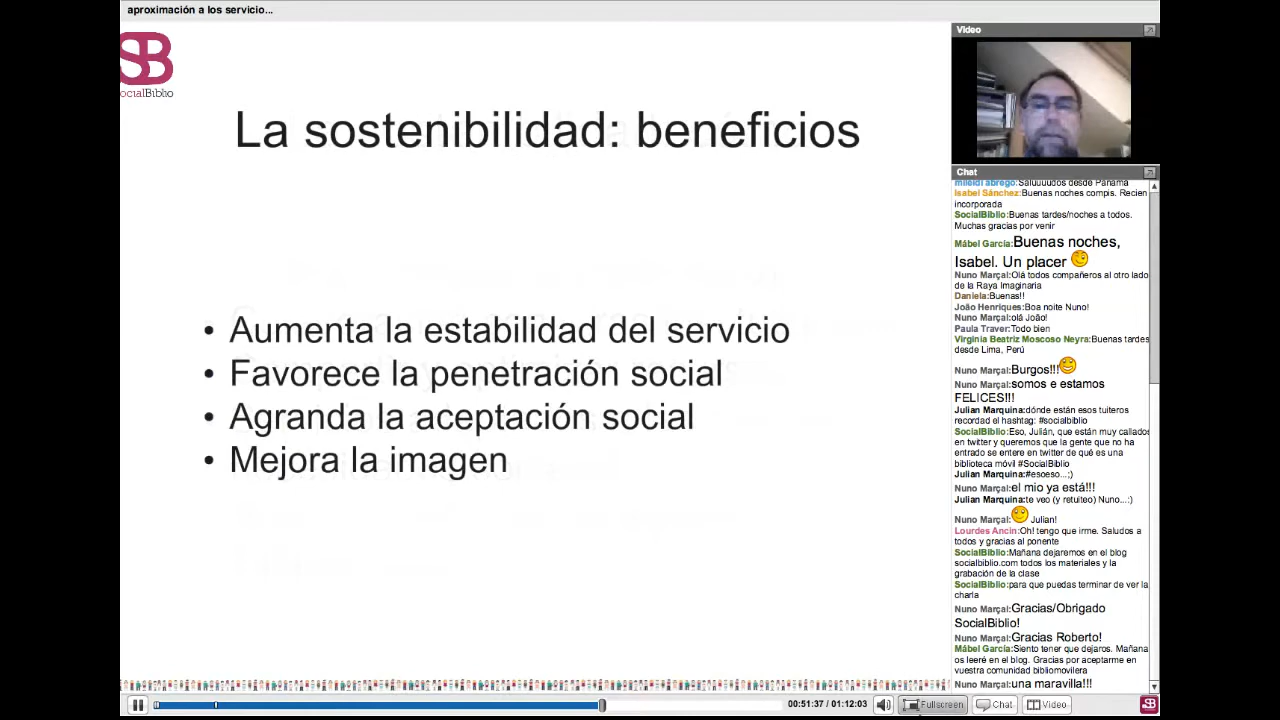 aproximación a los servicio...
SB
ocialBiblio
La sostenibilidad: beneficios
• Aumenta la estabilidad del servicio
• Favorece la penetración social
• Agranda la aceptación social
• Mejora la imagen
Video
Chat
mileidi abrego:Saluuuudos desde Panamá
Isabel Sánchez:Buenas noches compis. Recien
incorporada
SocialBiblio:Buenas tardes/noches a todos.
Muchas gracias por venir
Mábel García:Buenas noches,
Isabel. Un placer
Nuno Marçal:Olá todos compañeros al otro lado
de la Raya Imaginaria
Daniela:Buenas!!
João Henriques:Boa noite Nuno!
Nuno Marçal:olá João!
Paula Traver:Todo bien
Virginia Beatriz Moscoso Neyra:Buenas tardes
desde Lima, Perú
Nuno Marçal:Burgos!!!
Nuno Marçal:somos e estamos
FELICES!!!
Julian Marquina:dónde están esos tuiteros
recordad el hashtag: #socialbiblio
SocialBiblio:Eso, Julián, que están muy callados
en twitter y queremos que la gente que no ha
entrado se entere en twitter de qué es una
biblioteca móvil #SocialBiblio
Julian Marquina:#esoeso...;)
Nuno Marçal:el mio ya está!!!
Julian Marquina:te veo (y retuiteo) Nuno...:)
Nuno Marçal: Julian!
Lourdes Ancin:Oh! tengo que irme. Saludos a
todos y gracias al ponente
SocialBiblio:Mañana dejaremos en el blog
socialbiblio.com todos los materiales y la
grabación de la clase
SocialBiblio:para que puedas terminar de ver la
charla
Nuno Marçal:Gracias/Obrigado
SocialBiblio!
Nuno Marçal:Gracias Roberto!
Mábel García:Siento tener que dejaros. Mañana
os leeré en el blog. Gracias por aceptarme en
vuestra comunidad bibliomovilera
Nuno Marçal:una maravilla!!!
00:51:37 / 01:12:03
Fullscreen
Chat
Video
SB